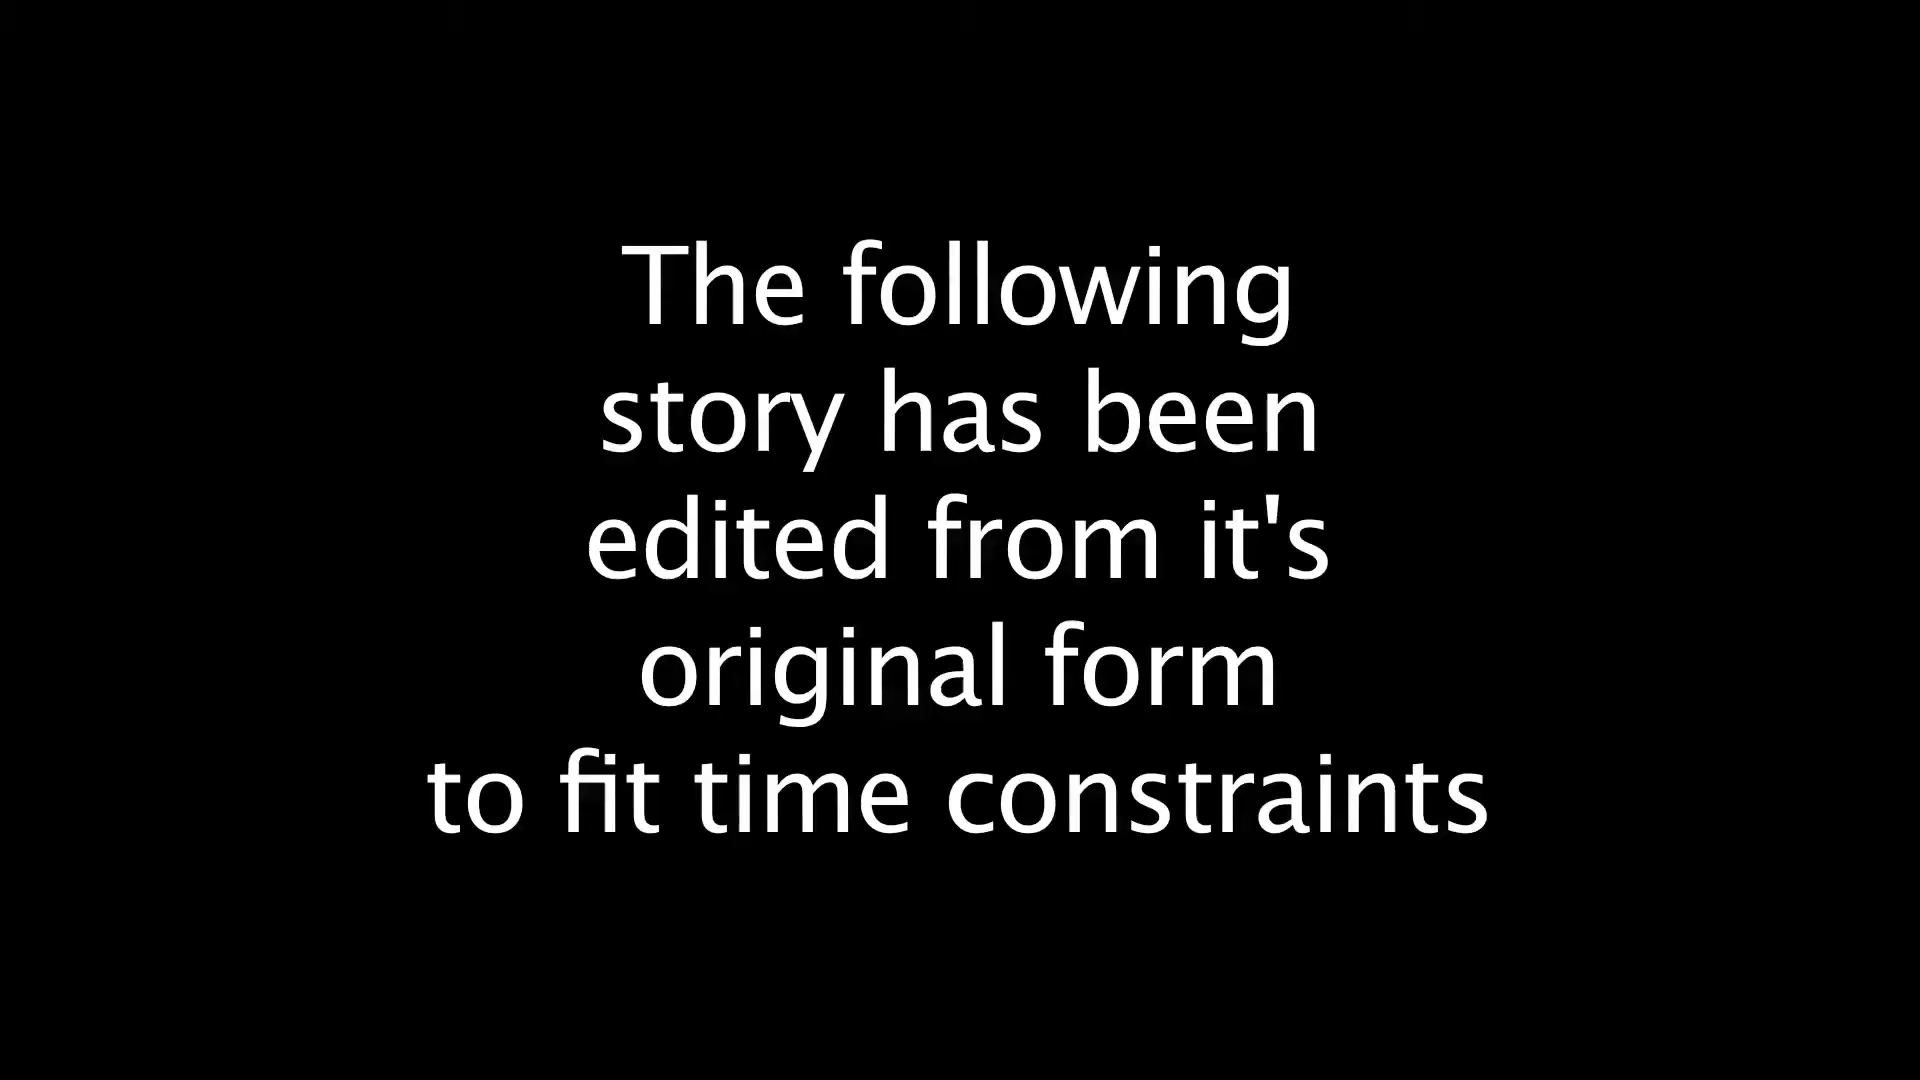 The following
story has been
edited from it's
original form
to fit time constraints